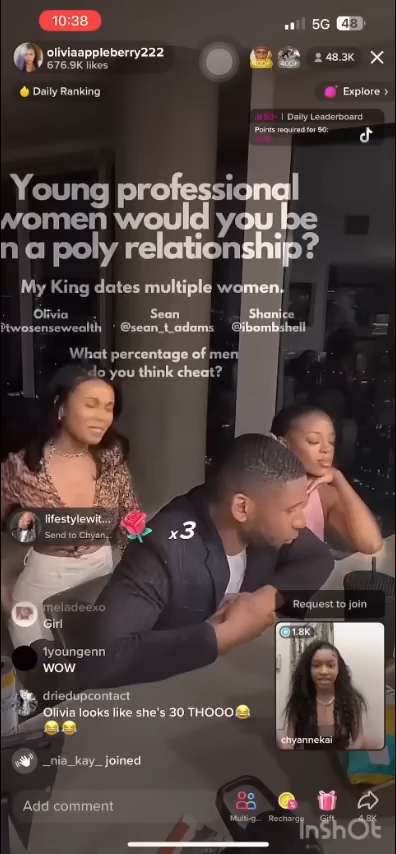 10:38
5G 48
oliviaappleberry222
676.9K likes
400+
400+
48.3K
Daily Ranking
Explore
50+ | Daily Leaderboard
Points required for 50:
Young professional
women would you be
n a poly relationship?
My King dates multiple women.
Olivia Sean Shanice
@twosensewealth @sean_t_adams @ibombshell
What percentage of men
do you think cheat?
lifestylewit...
Send to Chyan...
x3
Request to join
1.8K
meladeexo
Girl
1youngenn
WOW
driedupcontact
Olivia looks like she's 30 THOOO😂
😂😂
chyannekai
_nia_kay_ joined
Add comment
Multi-g... Recharge Gift 4.8K
InShOt